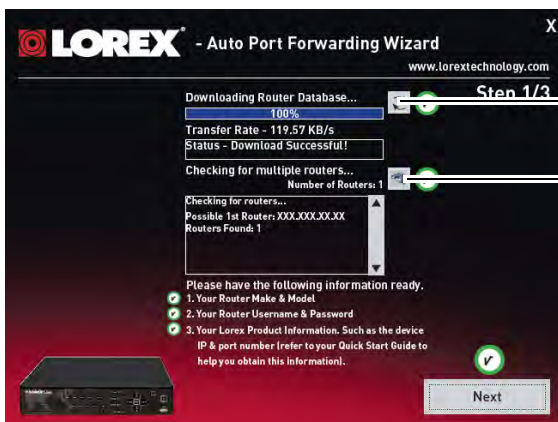 X
LOREX® - Auto Port Forwarding Wizard
www.lorextechnology.com
Step 1/3
Downloading Router Database...
100%
Transfer Rate - 119.57 KB/s
Status - Download Successful!
Checking for multiple routers...
Number of Routers: 1
Checking for routers...
Possible 1st Router: XXX.XXX.XX.XX
Routers Found: 1
Please have the following information ready.
1. Your Router Make & Model
2. Your Router Username & Password
3. Your Lorex Product Information. Such as the device
IP & port number (refer to your Quick Start Guide to
help you obtain this information).
Next